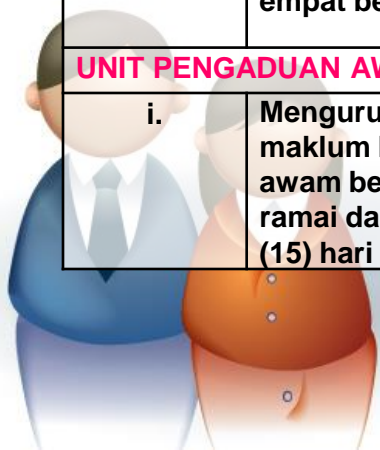 empat be
UNIT PENGADUAN AW
i.
Menguru
maklum
awam be
ramai da
(15) hari